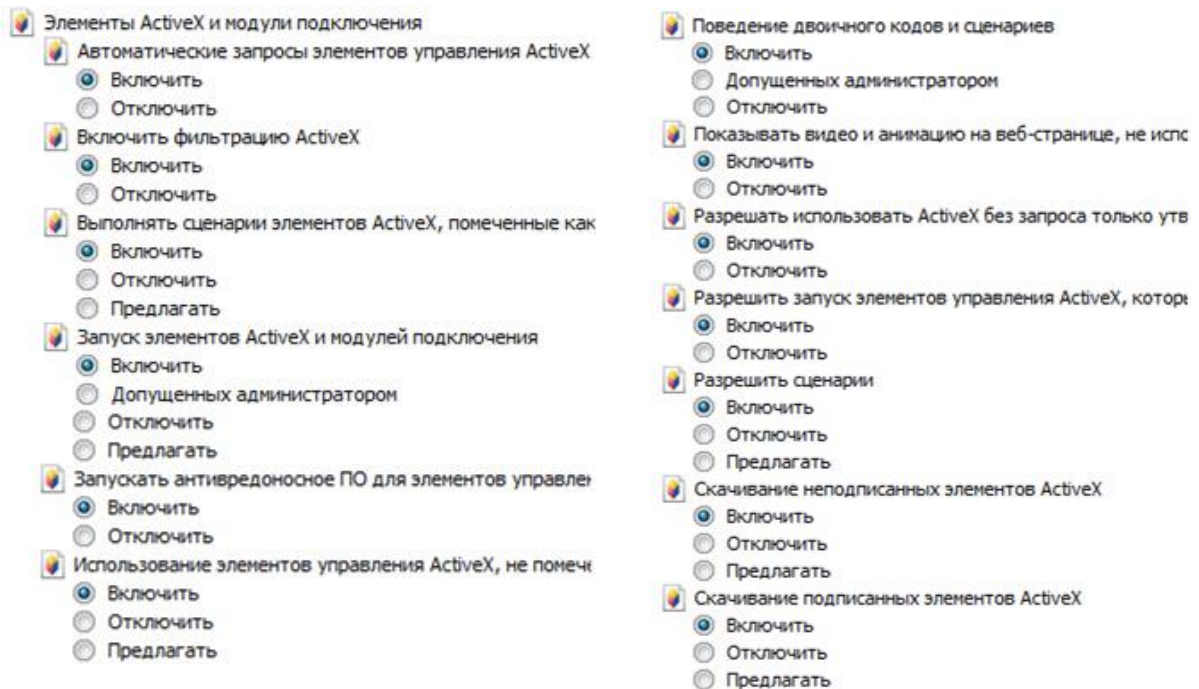 Элементы ActiveX и модули подключения
Автоматические запросы элементов управления ActiveX
Включить
Отключить
Включить фильтрацию ActiveX
Включить
Отключить
Выполнять сценарии элементов ActiveX, помеченные как
Включить
Отключить
Предлагать
Запуск элементов ActiveX и модулей подключения
Включить
Допущенных администратором
Отключить
Предлагать
Запускать антивредоносное ПО для элементов управлен
Включить
Отключить
Использование элементов управления ActiveX, не помече
Включить
Отключить
Предлагать
Поведение двоичного кодов и сценариев
Включить
Допущенных администратором
Отключить
Показывать видео и анимацию на веб-странице, не испо
Включить
Отключить
Разрешать использовать ActiveX без запроса только утв
Включить
Отключить
Разрешить запуск элементов управления ActiveX, которы
Включить
Отключить
Разрешить сценарии
Включить
Отключить
Предлагать
Скачивание неподписанных элементов ActiveX
Включить
Отключить
Предлагать
Скачивание подписанных элементов ActiveX
Включить
Отключить
Предлагать